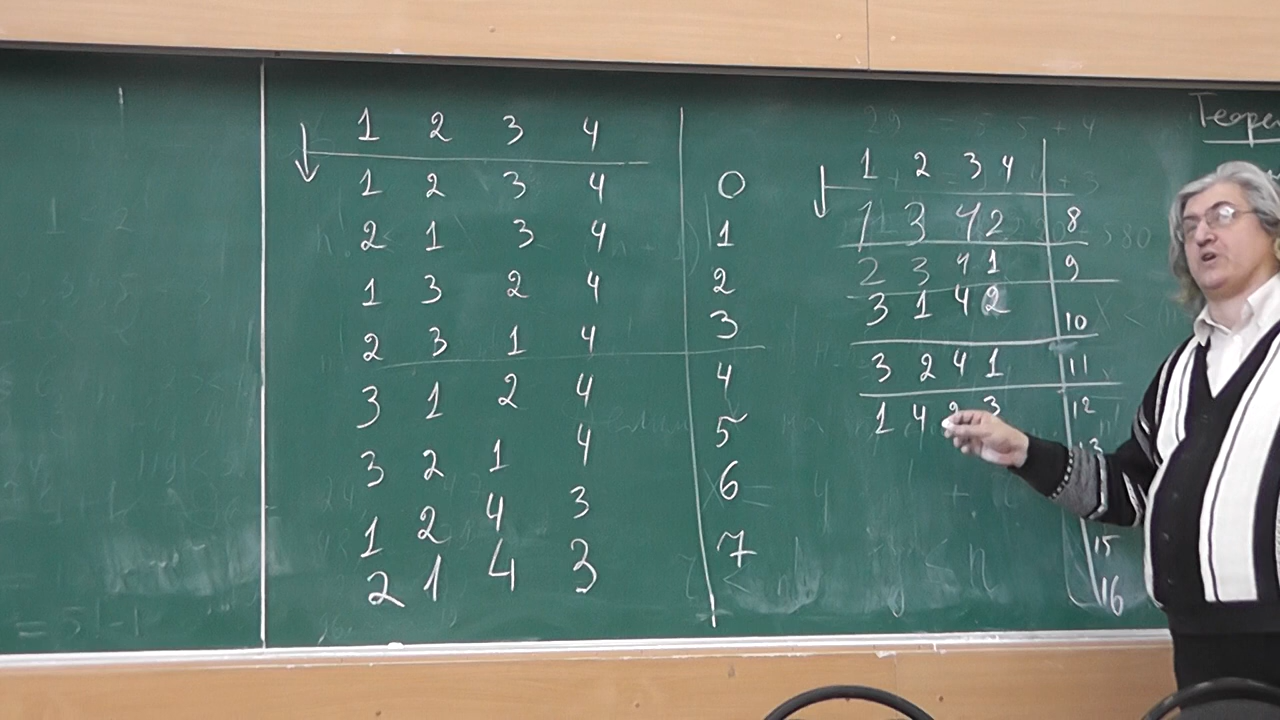 1 2 3 4
1 2 3 4 0
2 1 3 4 1
1 3 2 4 2
2 3 1 4 3
3 1 2 4 4
3 2 1 4 5
1 2 4 3 6
2 1 4 3 7
1 2 3 4
1 3 4 2 8
2 3 4 1 9
3 1 4 2 10
3 2 4 1 11
1 4 2 3 12
15
16